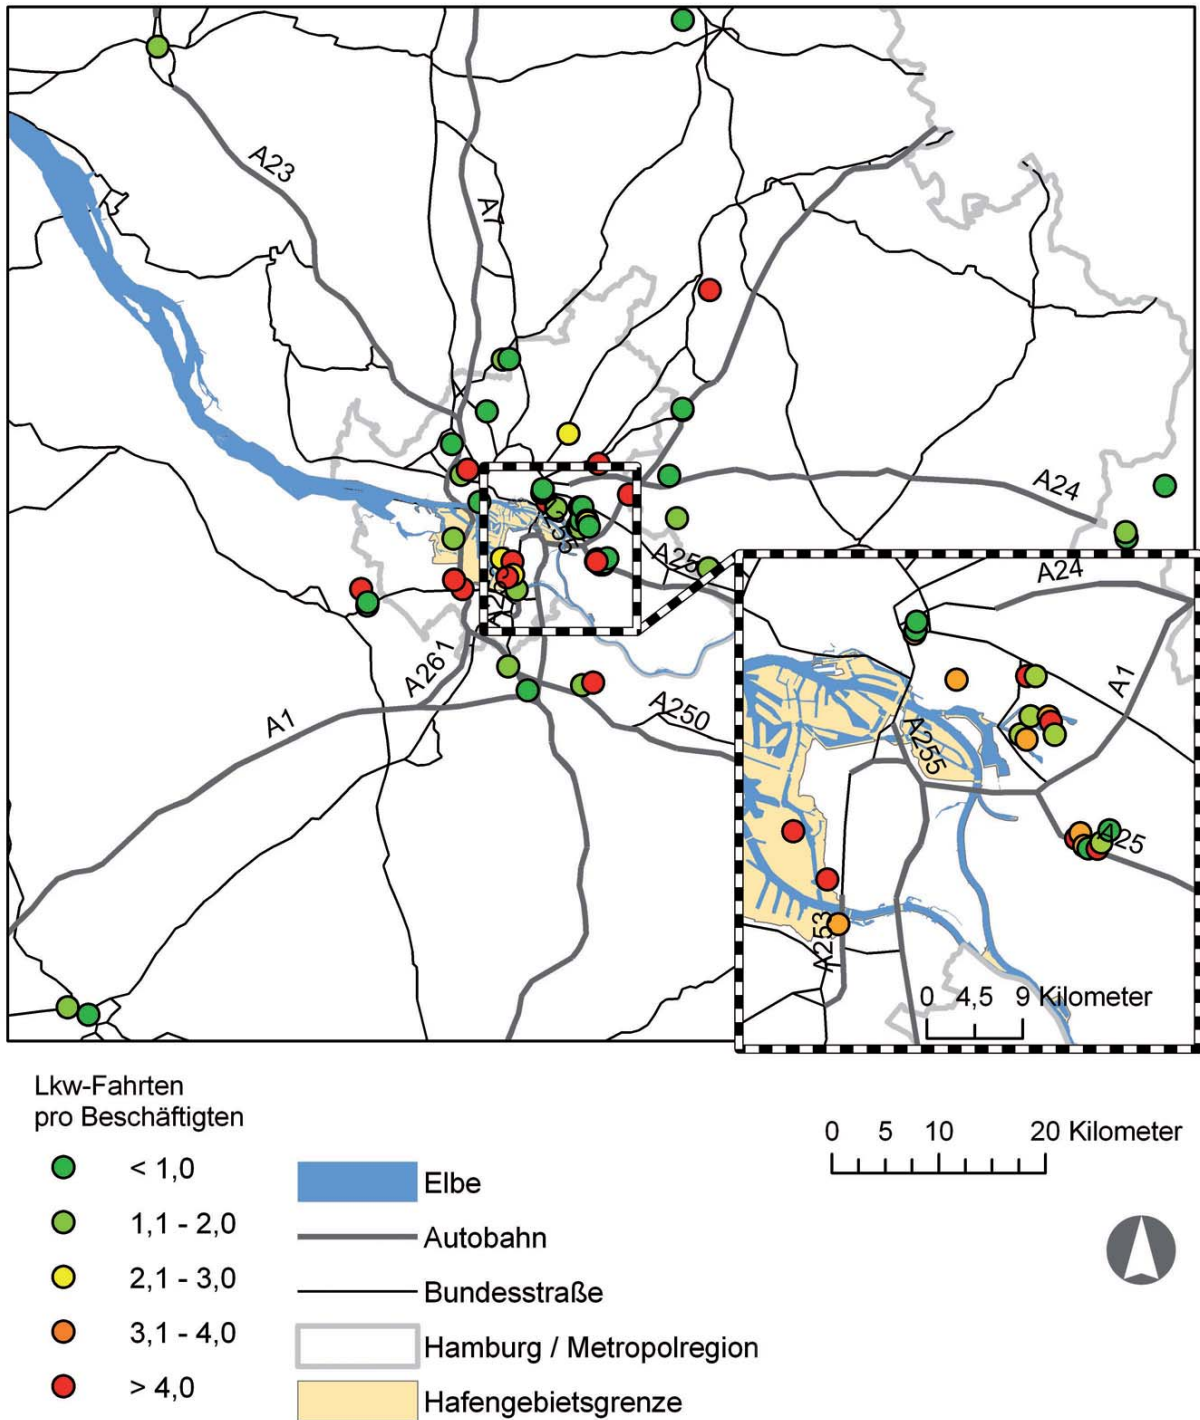 A23
A7
A24
A25
A255
A253
A261
A1
A250
A24
A1
A255
A25
A253
0 4,5 9 Kilometer
Lkw-Fahrten
pro Beschäftigten
< 1,0
1,1 - 2,0
2,1 - 3,0
3,1 - 4,0
> 4,0
Elbe
Autobahn
Bundesstraße
Hamburg / Metropolregion
Hafengebietsgrenze
0 5 10 20 Kilometer